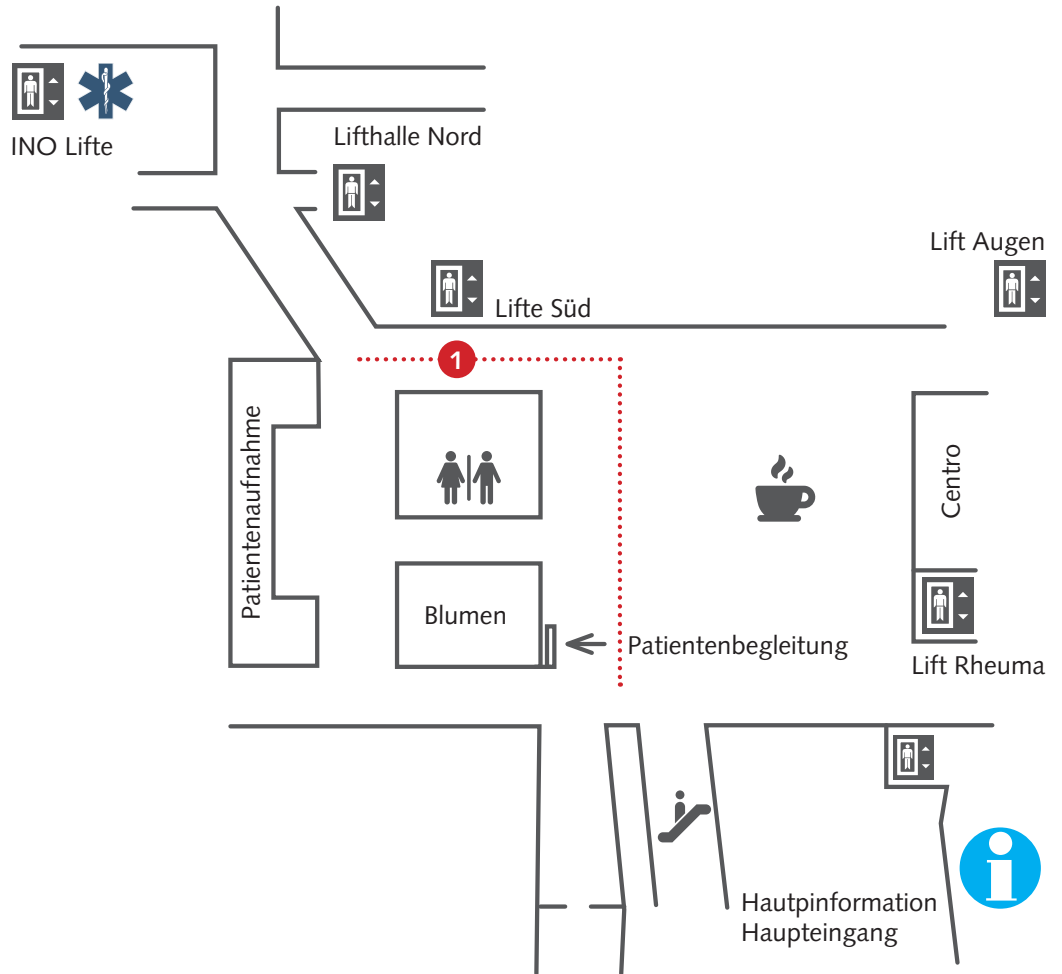 INO Lifte
Lifthalle Nord
Lift Augen
Lifte Süd
1
Patientenaufnahme
Centro
Blumen
Patientenbegleitung
Lift Rheuma
Hautpinformation
Haupteingang